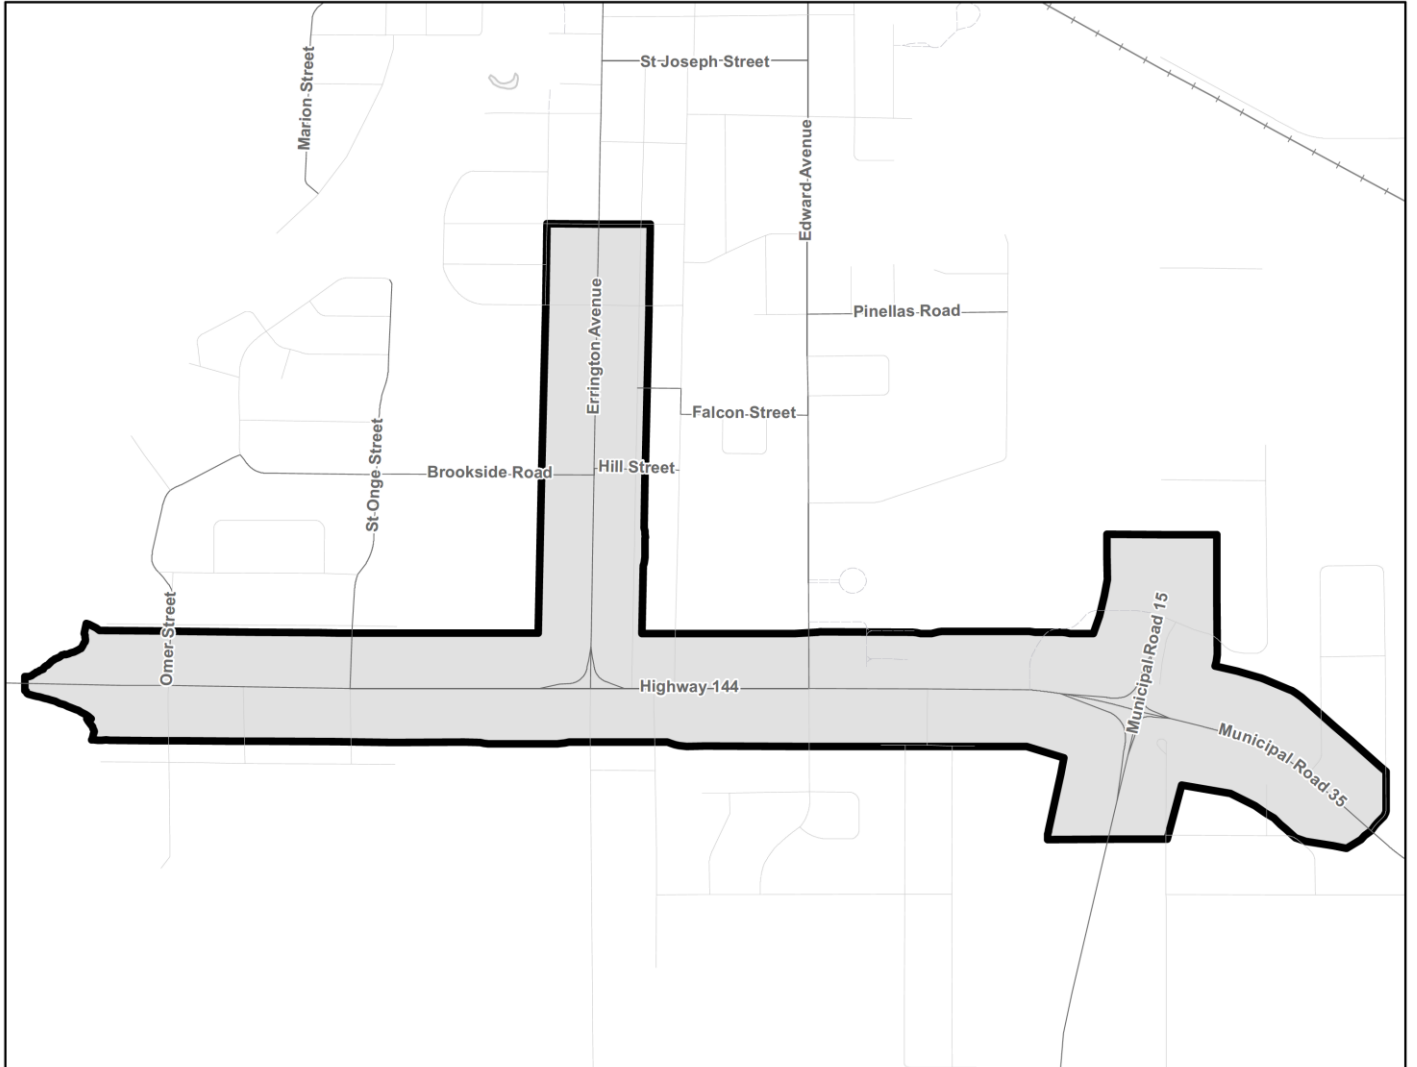 St Joseph Street
Marion Street
Edward Avenue
Errington Avenue
Pinellas Road
Falcon Street
St Onge Street
Brookside Road
Hill Street
Omer Street
Municipal Road 15
Highway 144
Municipal Road 35